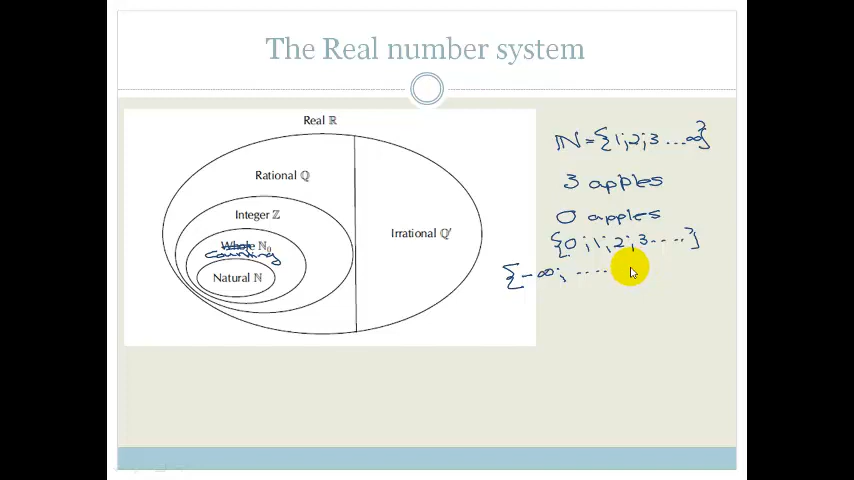 The Real number system
Real ℝ
Rational ℚ
Integer ℤ
Whole ℕ₀
counting
Natural ℕ
Irrational ℚ′
ℕ={1;2;3...∞}
3 apples
0 apples
{0;1;2;3....}
{-∞; ....